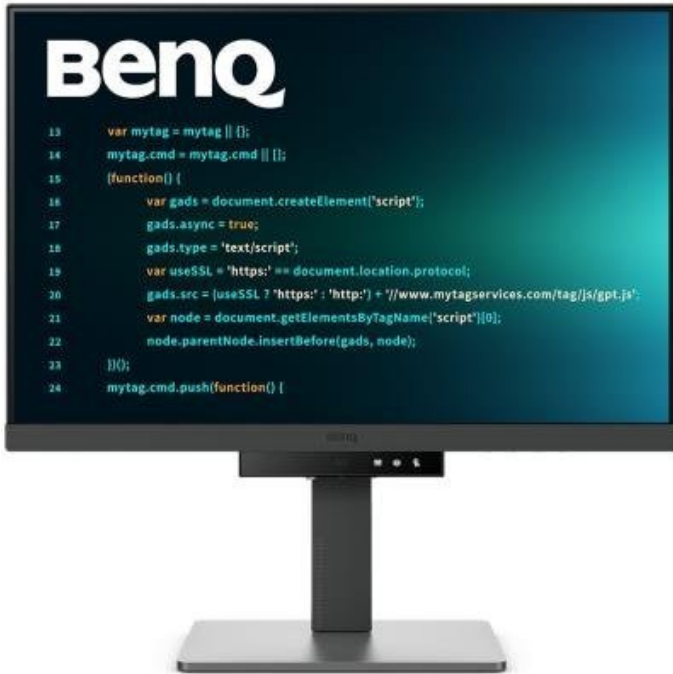 BenQ
13 var mytag = mytag || {};
14 mytag.cmd = mytag.cmd || [];
15 (function() {
16 var gads = document.createElement("script");
17 gads.async = true;
18 gads.type = 'text/script';
19 var useSSL = 'https:' == document.location.protocol;
20 gads.src = (useSSL ? 'https:' : 'http:') + '//www.mytagservices.com/tag/js/gpt.js';
21 var node = document.getElementsByTagName("script")[0];
22 node.parentNode.insertBefore(gads, node);
23 })();
24 mytag.cmd.push(function() {
BenQ